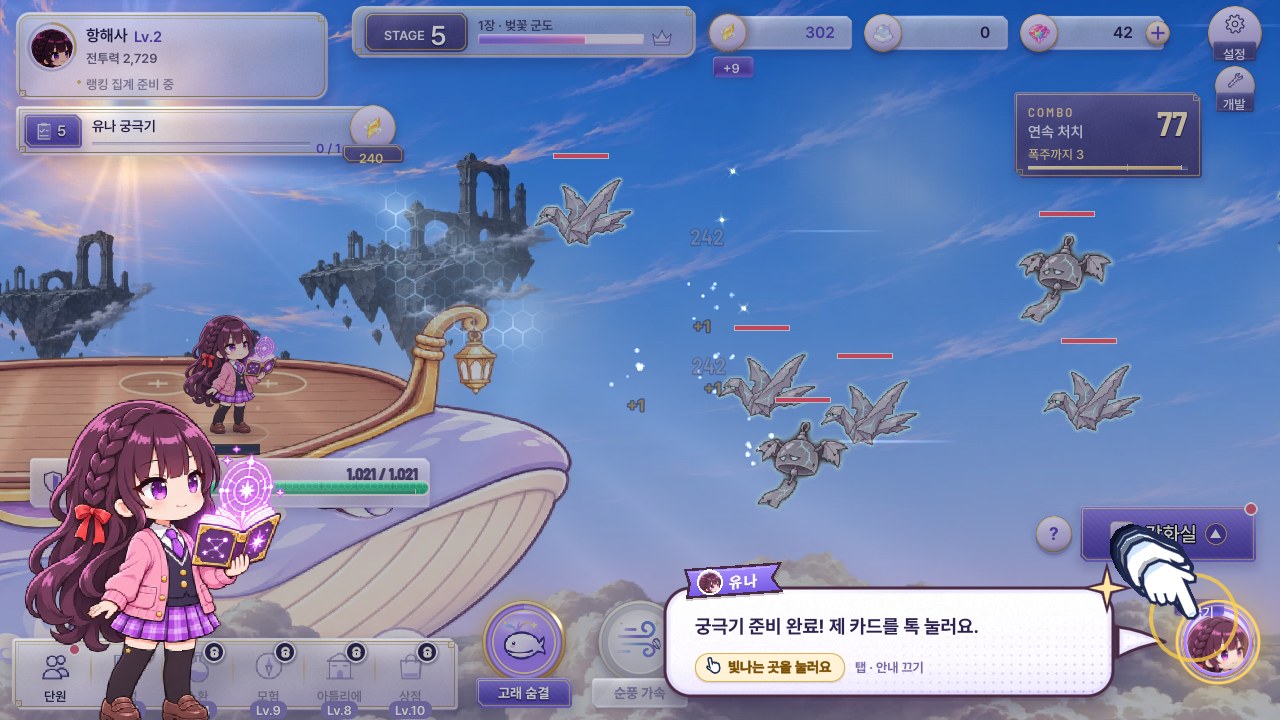 항해사 Lv.2
전투력 2,729
랭킹 집계 준비 중
STAGE 5
1장 · 벚꽃 군도
302
+9
0
42
설정
개발
5
유나 궁극기
0 / 1
240
COMBO
연속 처치
77
폭주까지 3
242
+1
242
+1
+1
1.021 / 1.021
?
강화실
유나
궁극기 준비 완료! 제 카드를 톡 눌러요.
빛나는 곳을 눌러요
탭 · 안내 끄기
단원
모험
Lv.9
아틀리에
Lv.8
상점
Lv.10
고래 숨결
순풍 가속